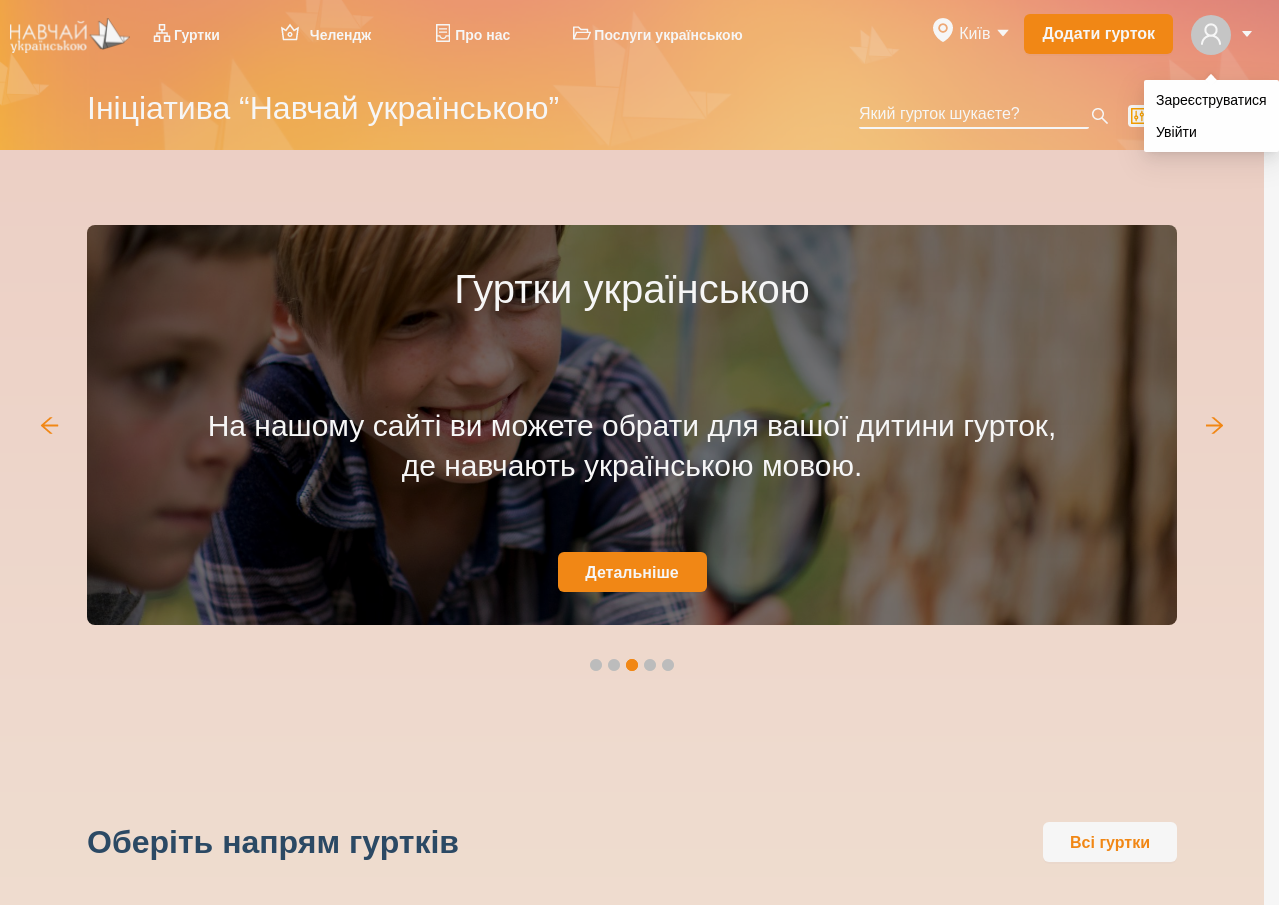 НАВЧАЙ
українською
Гуртки
Челендж
Про нас
Послуги українською
Київ
Додати гурток
Зареєструватися
Увійти
Ініціатива “Навчай українською”
Який гурток шукаєте?
Гуртки українською
На нашому сайті ви можете обрати для вашої дитини гурток,
де навчають українською мовою.
Детальніше
Оберіть напрям гуртків
Всі гуртки